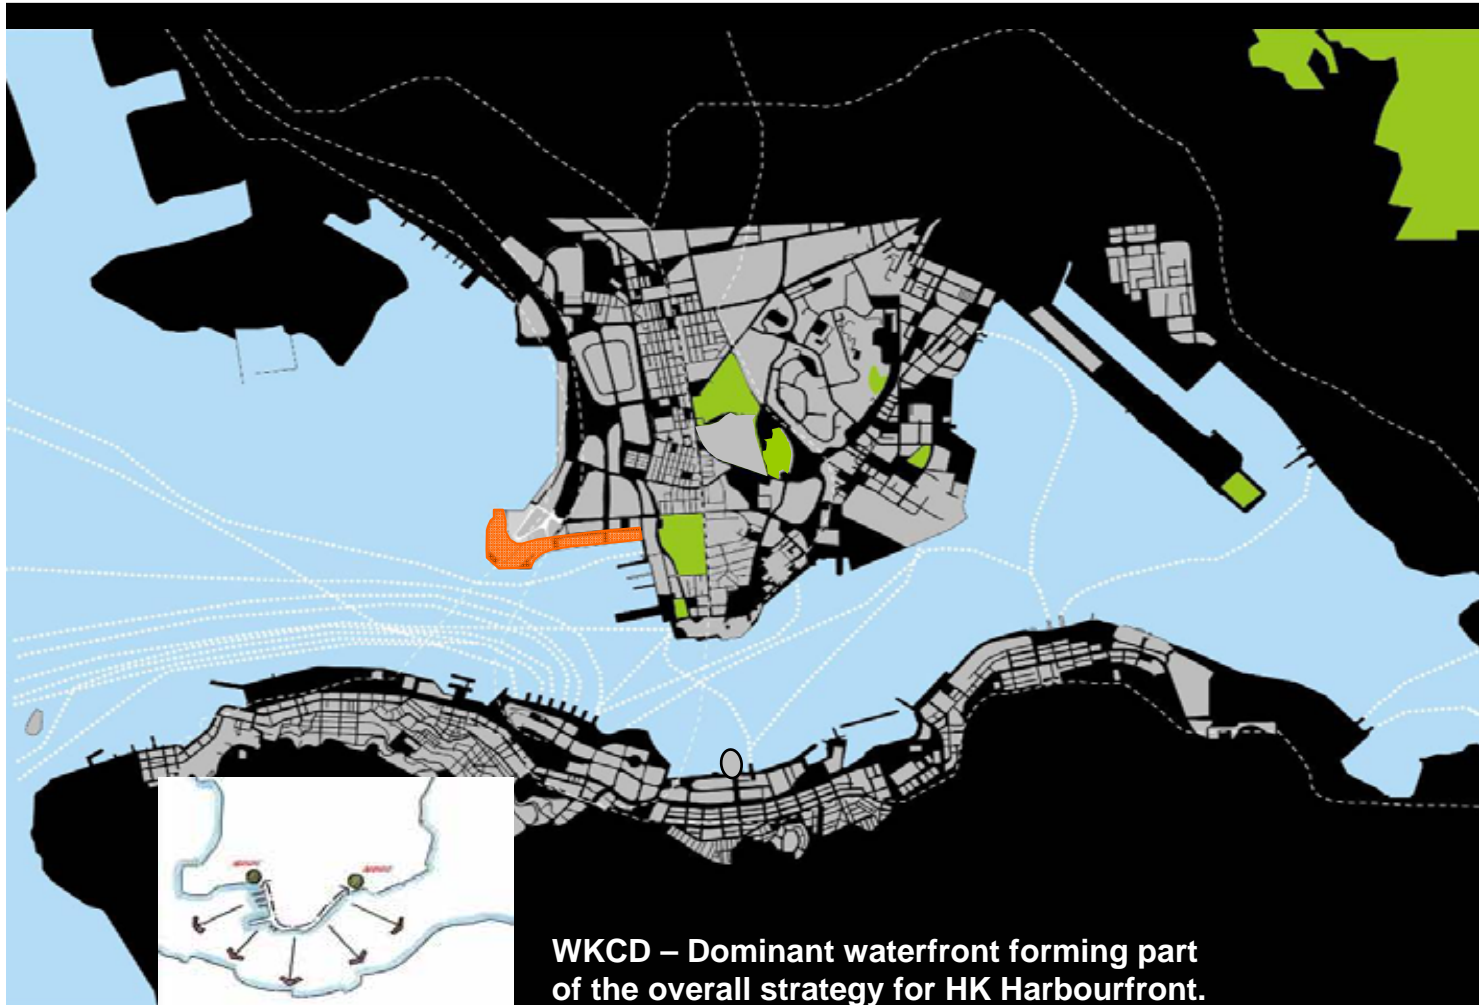 WKCD – Dominant waterfront forming part
of the overall strategy for HK Harbourfront.